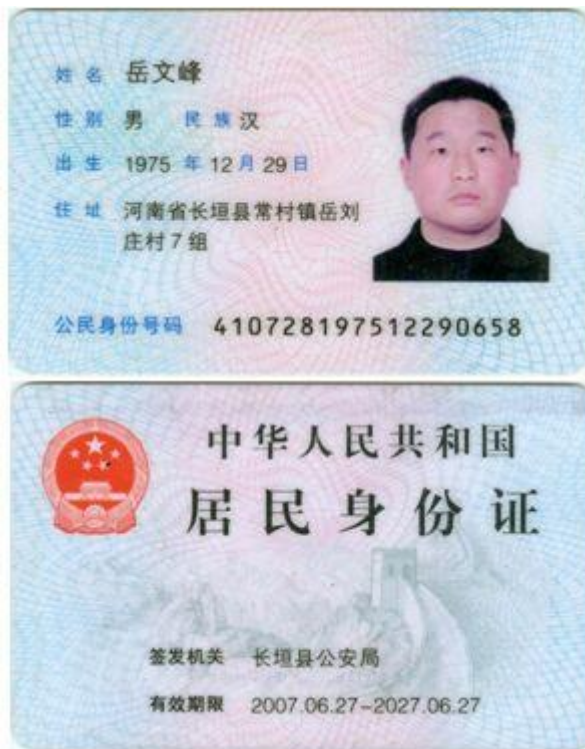 姓名 岳文峰
性别 男 民族 汉
出生 1975 年 12 月 29 日
住址 河南省长垣县常村镇岳刘
庄村7组
公民身份号码 410728197512290658
中华人民共和国
居民身份证
签发机关 长垣县公安局
有效期限 2007.06.27-2027.06.27